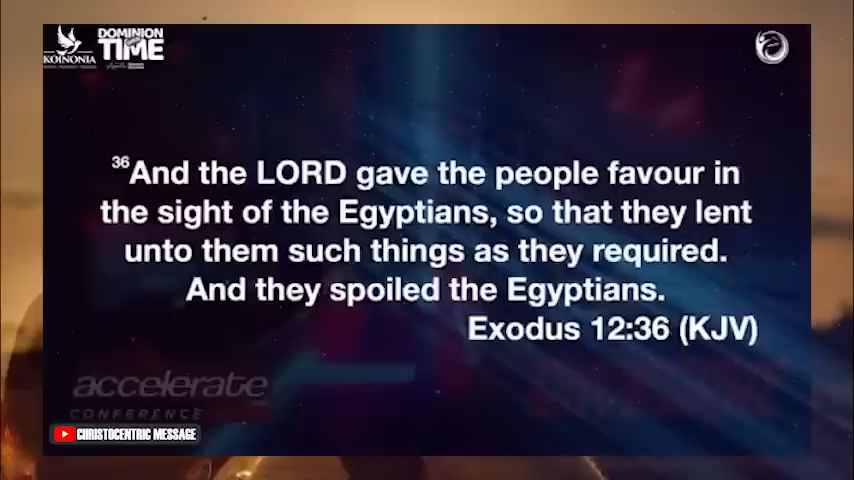 KOINONIA
DOMINION
TIME
36And the LORD gave the people favour in
the sight of the Egyptians, so that they lent
unto them such things as they required.
And they spoiled the Egyptians.
Exodus 12:36 (KJV)
accelerate
CONFERENCE
CHRISTOCENTRIC MESSAGE